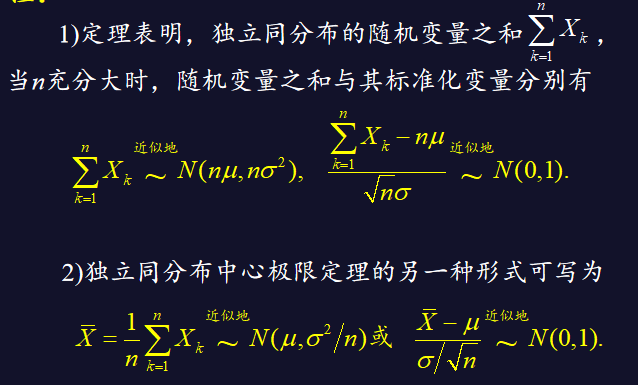 注:
1)定理表明，独立同分布的随机变量之和 $\sum_{k=1}^{n} X_k$ ，
当n充分大时，随机变量之和与其标准化变量分别有
$\sum_{k=1}^{n} X_k \overset{近似地}{\sim} N(n\mu, n\sigma^2), \quad \frac{\sum_{k=1}^{n} X_k - n\mu}{\sqrt{n}\sigma} \overset{近似地}{\sim} N(0,1).$
2)独立同分布中心极限定理的另一种形式可写为
$\overline{X} = \frac{1}{n}\sum_{k=1}^{n} X_k \overset{近似地}{\sim} N(\mu, \sigma^2/n)$或 $\frac{\overline{X} - \mu}{\sigma/\sqrt{n}} \overset{近似地}{\sim} N(0,1).$